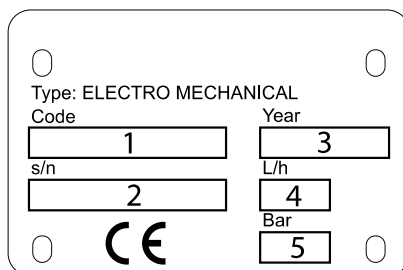 Type: ELECTRO MECHANICAL
Code Year
1 3
s/n L/h
2 4
Bar
CE 5